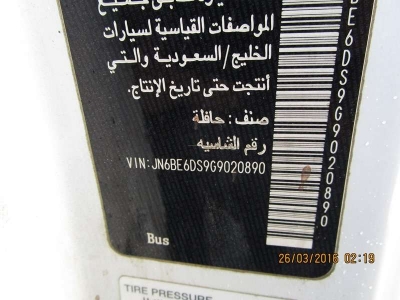 المواصفات القياسية لسيارات
الخليج/السعودية والتي
أنتجت حتى تاريخ الإنتاج.
صنف: حافلة
رقم الشاسيه
VIN:JN6BE6DS9G9020890
Bus
BE6DS9G9020890
TIRE PRESSURE
26/03/2016 02:19